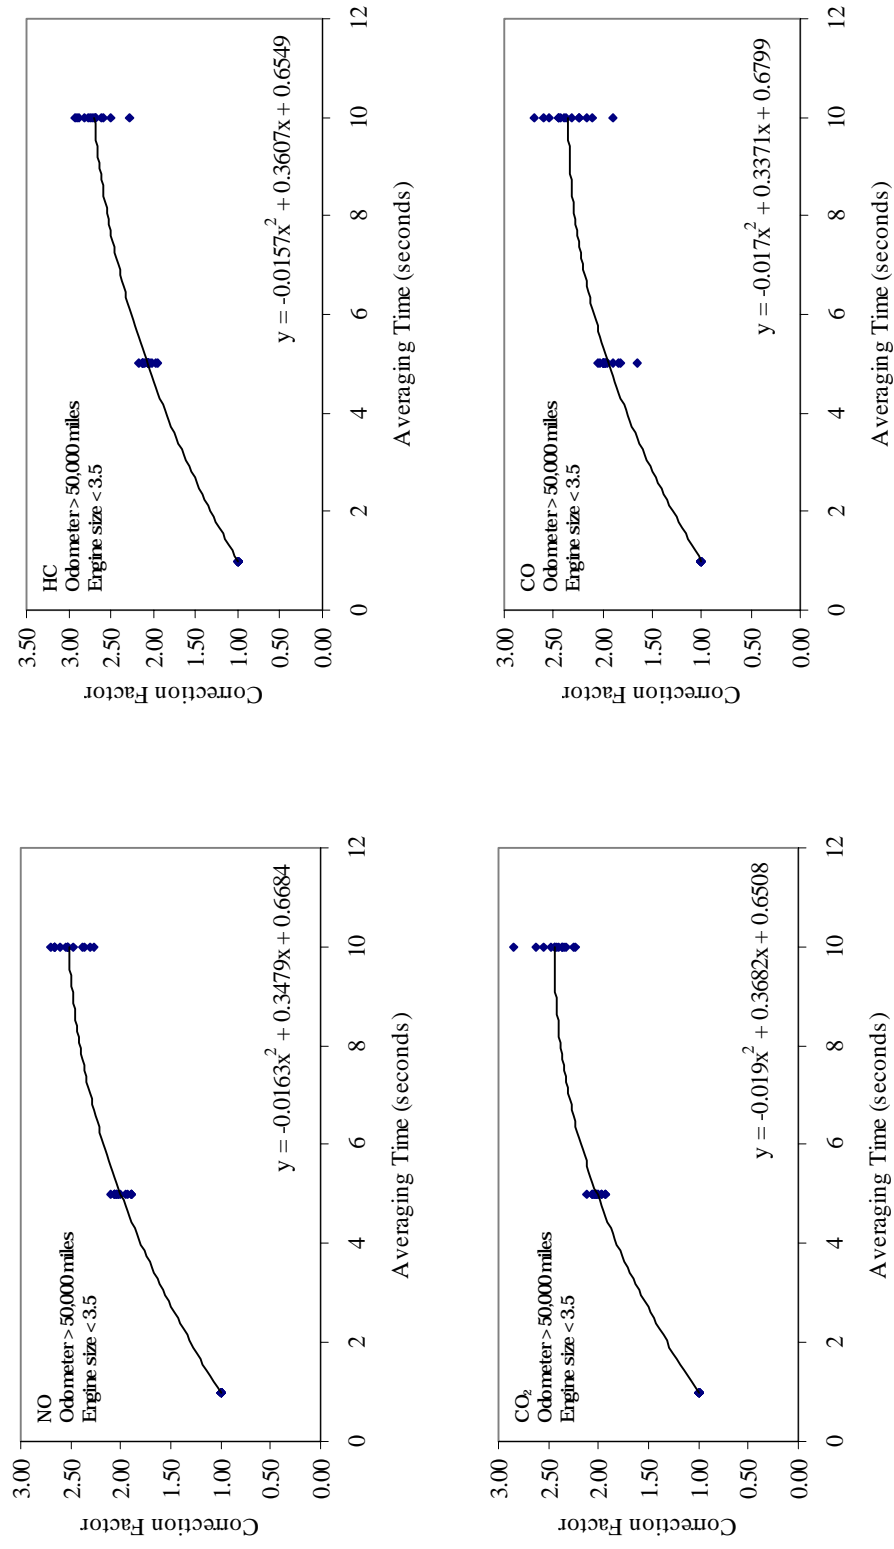 NO
Odometer > 50,000 miles
Engine size < 3.5
y = -0.0163x² + 0.3479x + 0.6684
3.00
2.50
2.00
1.50
1.00
0.50
0.00
Correction Factor
0
2
4
6
8
10
12
Averaging Time (seconds)
HC
Odometer > 50,000 miles
Engine size < 3.5
y = -0.0157x² + 0.3607x + 0.6549
3.50
3.00
2.50
2.00
1.50
1.00
0.50
0.00
Correction Factor
0
2
4
6
8
10
12
Averaging Time (seconds)
CO₂
Odometer > 50,000 miles
Engine size < 3.5
y = -0.019x² + 0.3682x + 0.6508
3.00
2.50
2.00
1.50
1.00
0.50
0.00
Correction Factor
0
2
4
6
8
10
12
Averaging Time (seconds)
CO
Odometer > 50,000 miles
Engine size < 3.5
y = -0.017x² + 0.3371x + 0.6799
3.00
2.50
2.00
1.50
1.00
0.50
0.00
Correction Factor
0
2
4
6
8
10
12
Averaging Time (seconds)